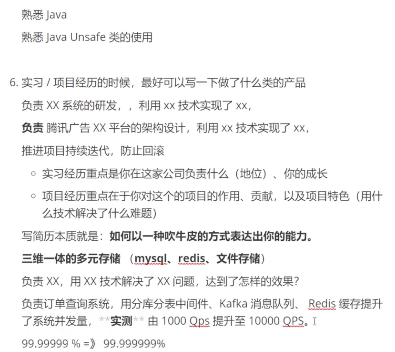 熟悉 Java
熟悉 Java Unsafe 类的使用
6. 实习 / 项目经历的时候，最好可以写一下做了什么类的产品
负责 XX 系统的研发，，利用 xx 技术实现了 xx，
负责 腾讯广告 XX 平台的架构设计，利用 xx 技术实现了 xx，
推进项目持续迭代，防止回滚
○ 实习经历重点是你在这家公司负责什么（地位）、你的成长
○ 项目经历重点在于你对这个的项目的作用、贡献，以及项目特色（用什
么技术解决了什么难题）
写简历本质就是：如何以一种吹牛皮的方式表达出你的能力。
三维一体的多元存储 （mysql、redis、文件存储）
负责 XX，用 XX 技术解决了 XX 问题，达到了怎样的效果？
负责订单查询系统，用分库分表中间件、Kafka 消息队列、 Redis 缓存提升
了系统并发量，**实测** 由 1000 Qps 提升至 10000 QPS。
99.99999 % =》 99.999999%